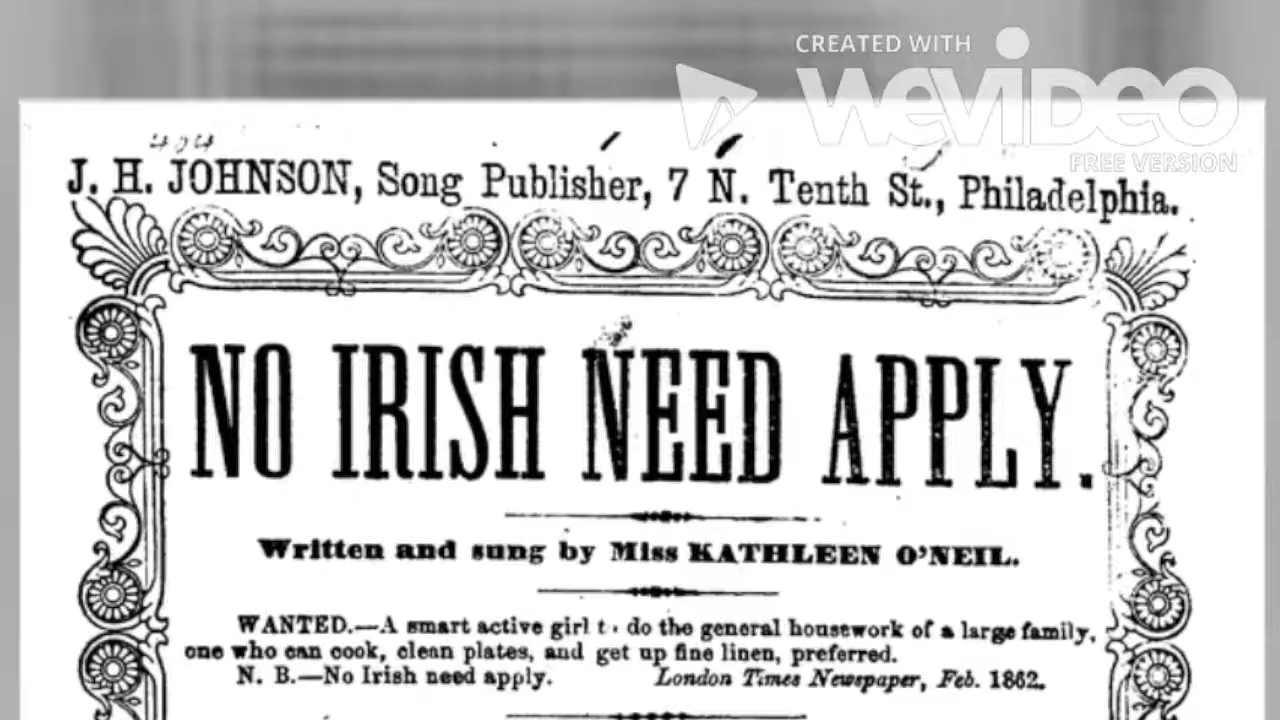 CREATED WITH
WEVIDEO
FREE VERSION
J. H. JOHNSON, Song Publisher, 7 N. Tenth St., Philadelphia.
NO IRISH NEED APPLY.
Written and sung by Miss KATHLEEN O'NEIL.
WANTED.—A smart active girl to do the general housework of a large family,
one who can cook, clean plates, and get up fine linen, preferred.
N. B.—No Irish need apply. London Times Newspaper, Feb. 1862.